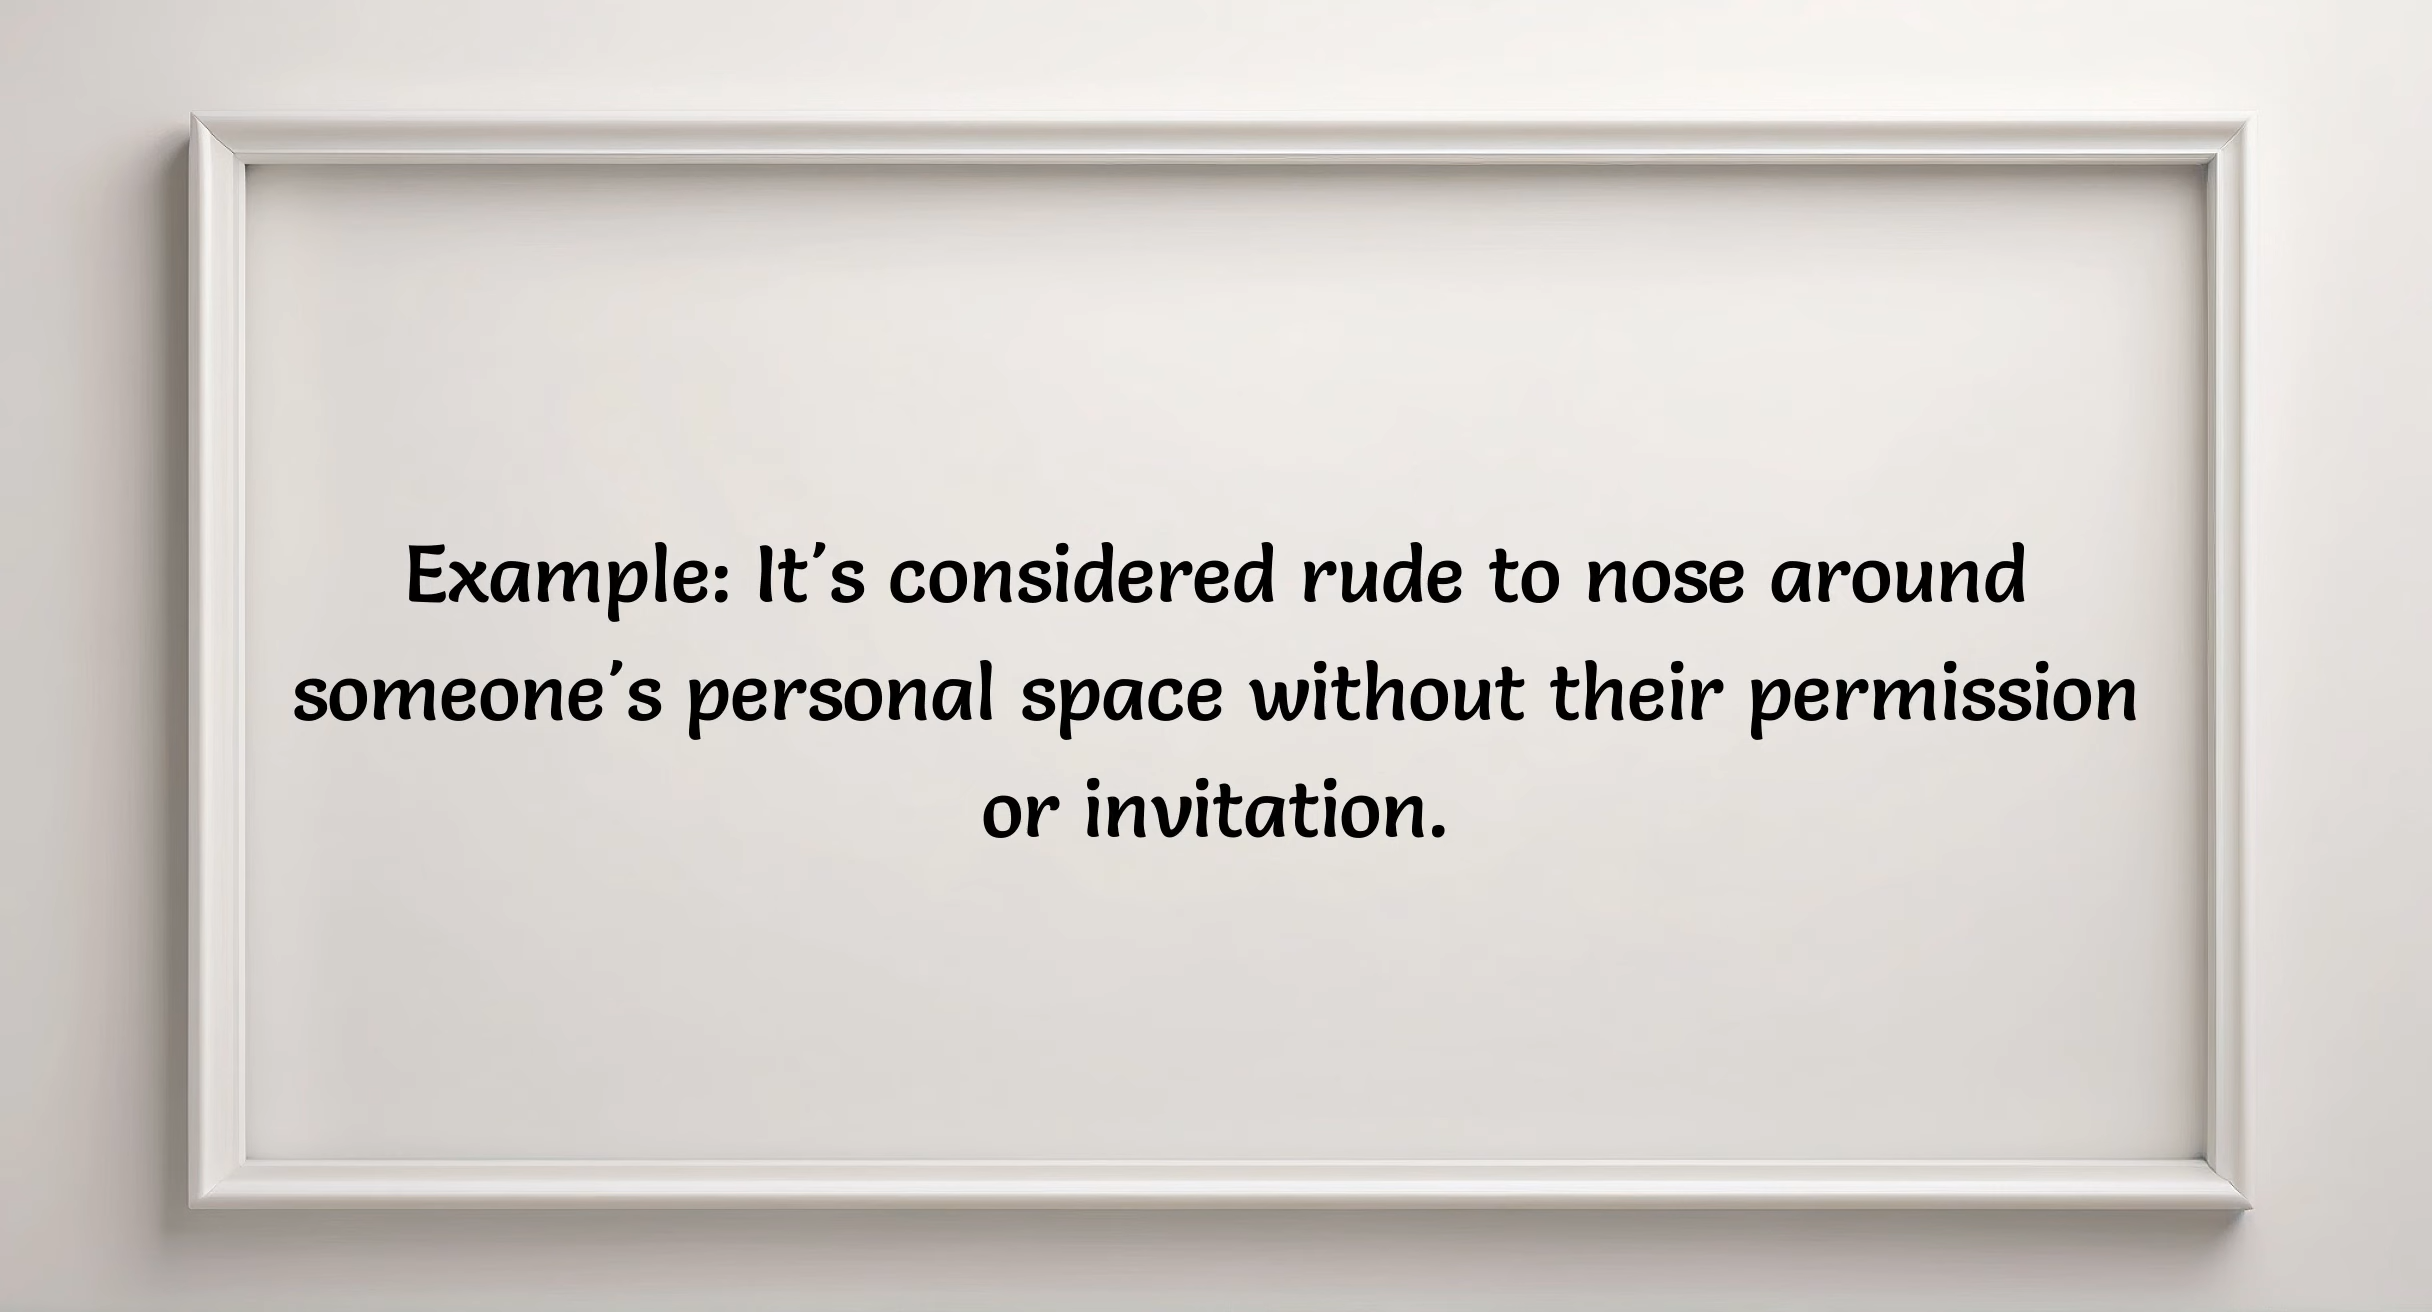 Example: It's considered rude to nose around
someone's personal space without their permission
or invitation.